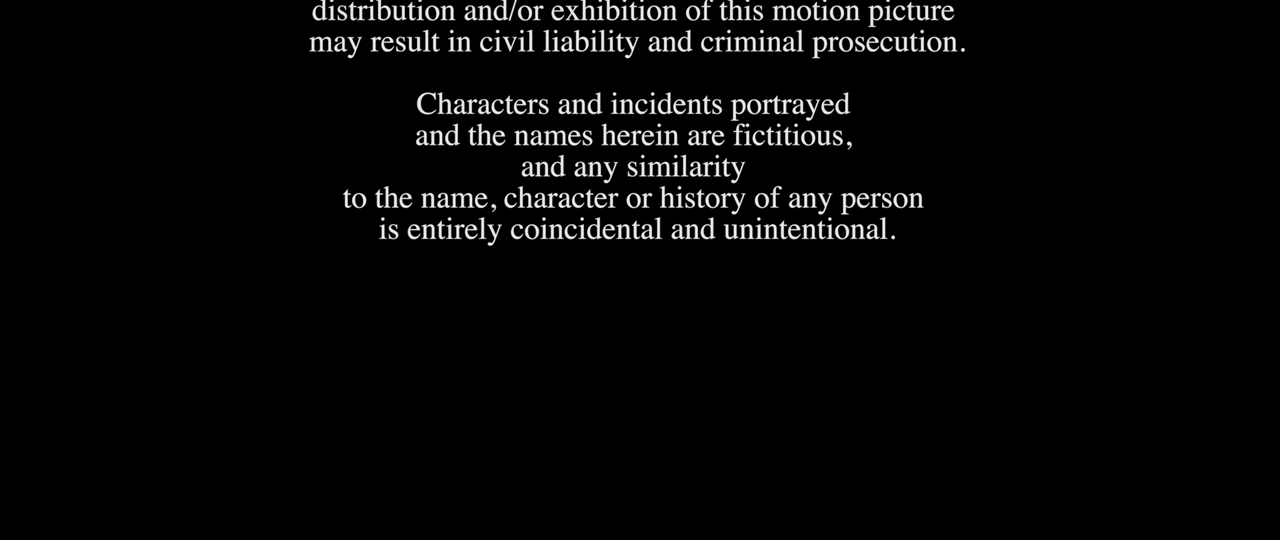 distribution and/or exhibition of this motion picture
may result in civil liability and criminal prosecution.
Characters and incidents portrayed
and the names herein are fictitious,
and any similarity
to the name, character or history of any person
is entirely coincidental and unintentional.